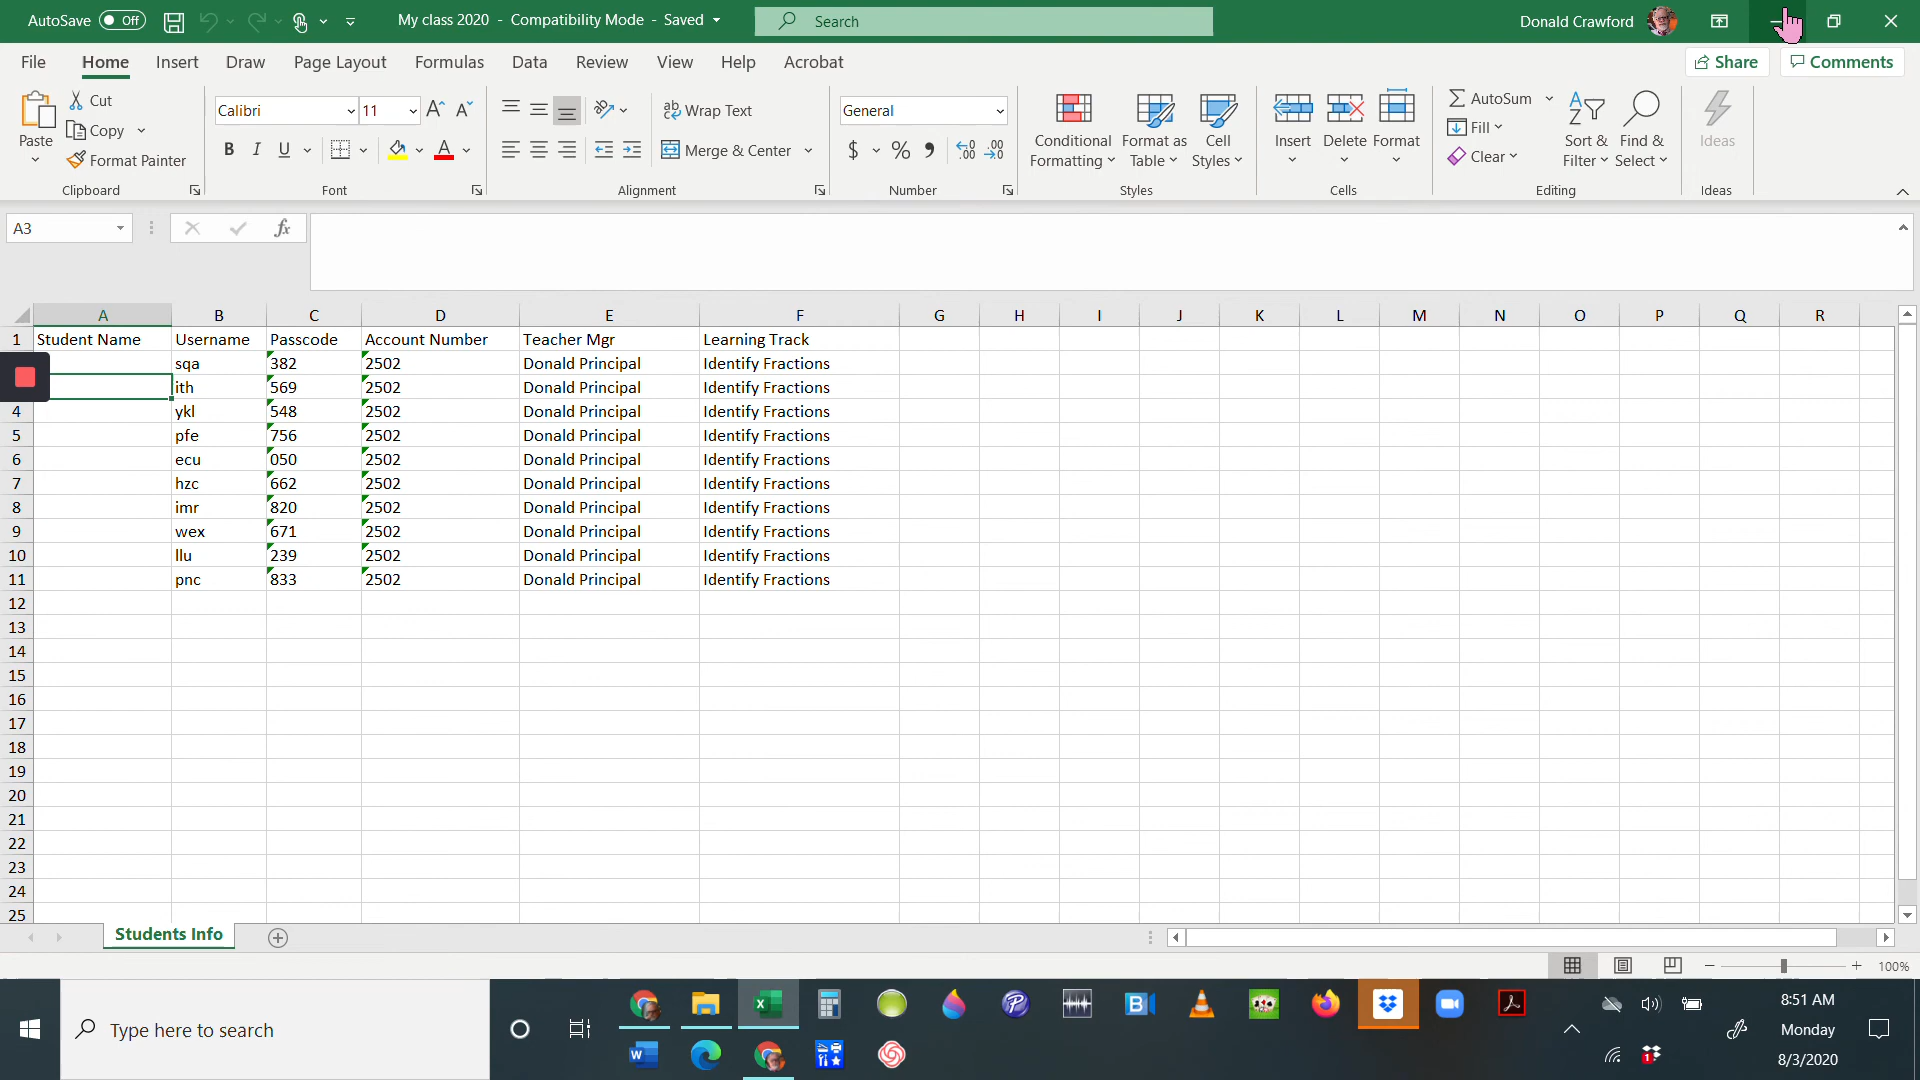 AutoSave Off My class 2020 - Compatibility Mode - Saved Search Donald Crawford
File Home Insert Draw Page Layout Formulas Data Review View Help Acrobat Share Comments
Paste Cut Copy Format Painter Clipboard
Calibri 11 B I U A Font
Wrap Text Merge & Center Alignment
General $ % Number
Conditional Formatting Format as Table Cell Styles Styles
Insert Delete Format Cells
AutoSum Fill Clear Sort & Filter Find & Select Editing
Ideas Ideas
A3 fx
A B C D E F G H I J K L M N O P Q R
1 Student Name Username Passcode Account Number Teacher Mgr Learning Track
sqa 382 2502 Donald Principal Identify Fractions
ith 569 2502 Donald Principal Identify Fractions
4 ykl 548 2502 Donald Principal Identify Fractions
5 pfe 756 2502 Donald Principal Identify Fractions
6 ecu 050 2502 Donald Principal Identify Fractions
7 hzc 662 2502 Donald Principal Identify Fractions
8 imr 820 2502 Donald Principal Identify Fractions
9 wex 671 2502 Donald Principal Identify Fractions
10 llu 239 2502 Donald Principal Identify Fractions
11 pnc 833 2502 Donald Principal Identify Fractions
12
13
14
15
16
17
18
19
20
21
22
23
24
25
Students Info
100%
Type here to search
8:51 AM
Monday
8/3/2020